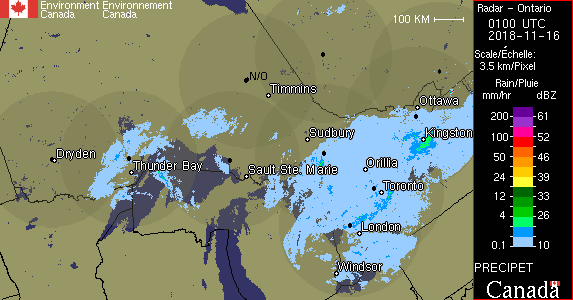 Environment Environnement
Canada Canada
100 KM
N/O
Timmins
Ottawa
Sudbury
Kingston
Dryden
Thunder Bay
Sault Ste. Marie
Orillia
Toronto
London
Windsor
Radar - Ontario
0100 UTC
2018-11-16
Scale/Échelle:
3.5 km/Pixel
Rain/Pluie
mm/hr dBZ
200 61
100 52
50 46
24 39
12 33
4 26
0.1 10
PRECIPET
Canada